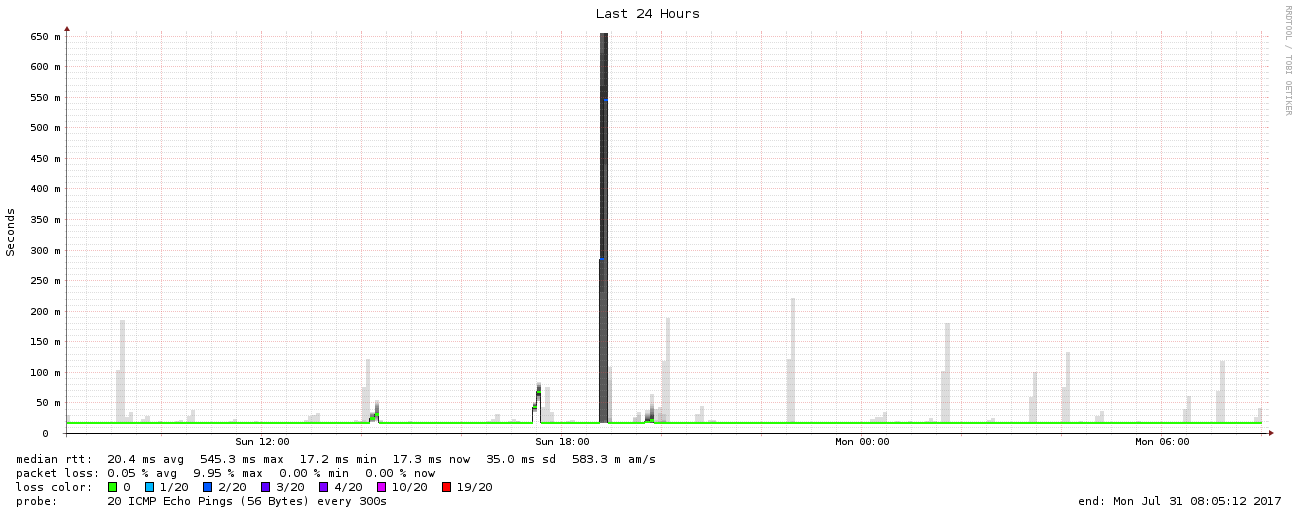 Last 24 Hours
RRDTOOL / TOBI OETIKER
Seconds
650 m
600 m
550 m
500 m
450 m
400 m
350 m
300 m
250 m
200 m
150 m
100 m
50 m
0
Sun 12:00 Sun 18:00 Mon 00:00 Mon 06:00
median rtt: 20.4 ms avg 545.3 ms max 17.2 ms min 17.3 ms now 35.0 ms sd 583.3 m am/s
packet loss: 0.05 % avg 9.95 % max 0.00 % min 0.00 % now
loss color: 0 1/20 2/20 3/20 4/20 10/20 19/20
probe: 20 ICMP Echo Pings (56 Bytes) every 300s end: Mon Jul 31 08:05:12 2017